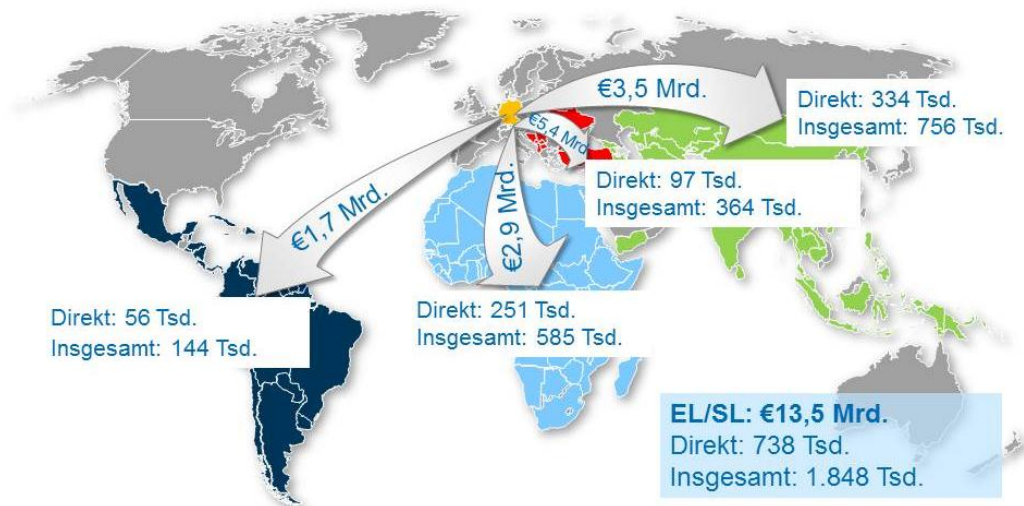 €3,5 Mrd.
Direkt: 334 Tsd.
Insgesamt: 756 Tsd.
€5,4 Mrd.
Direkt: 97 Tsd.
Insgesamt: 364 Tsd.
€1,7 Mrd.
€2,9 Mrd.
Direkt: 56 Tsd.
Insgesamt: 144 Tsd.
Direkt: 251 Tsd.
Insgesamt: 585 Tsd.
EL/SL: €13,5 Mrd.
Direkt: 738 Tsd.
Insgesamt: 1.848 Tsd.